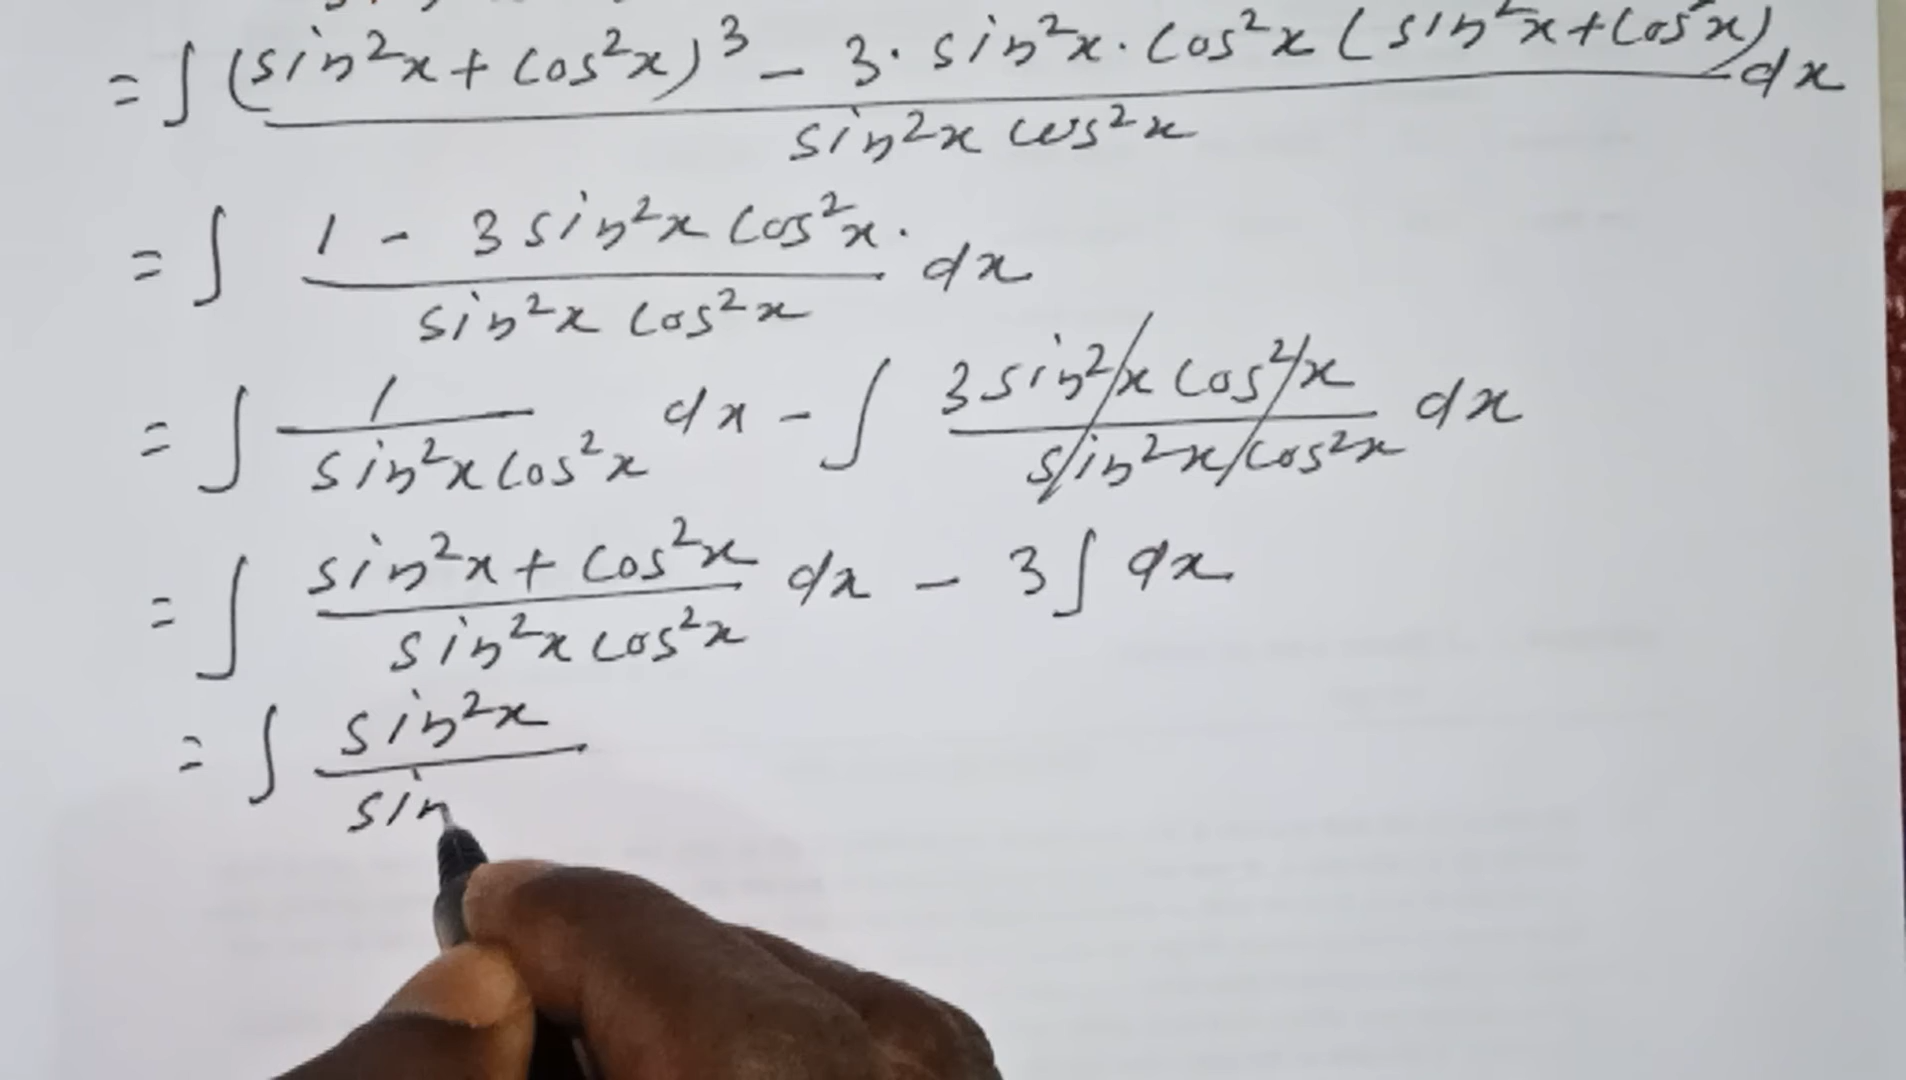 = ∫ (sin²x + cos²x)³ - 3. sin²x. cos²x (sin²x + cos²x) / sin²x cos²x dx
= ∫ 1 - 3 sin²x cos²x. / sin²x cos²x dx
= ∫ 1 / sin²x cos²x dx - ∫ 3 sin²x cos²x / sin²x cos²x dx
= ∫ sin²x + cos²x / sin²x cos²x dx - 3 ∫ dx
= ∫ sin²x / sin